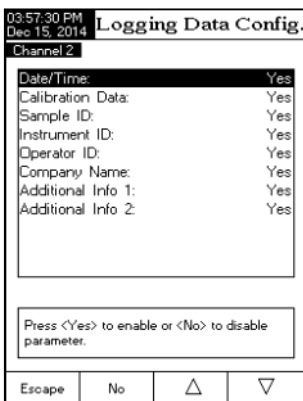 03:57:30 PM
Dec 15, 2014
Logging Data Config.
Channel 2
Date/Time: Yes
Calibration Data: Yes
Sample ID: Yes
Instrument ID: Yes
Operator ID: Yes
Company Name: Yes
Additional Info 1: Yes
Additional Info 2: Yes
Press <Yes> to enable or <No> to disable
parameter.
Escape No △ ▽